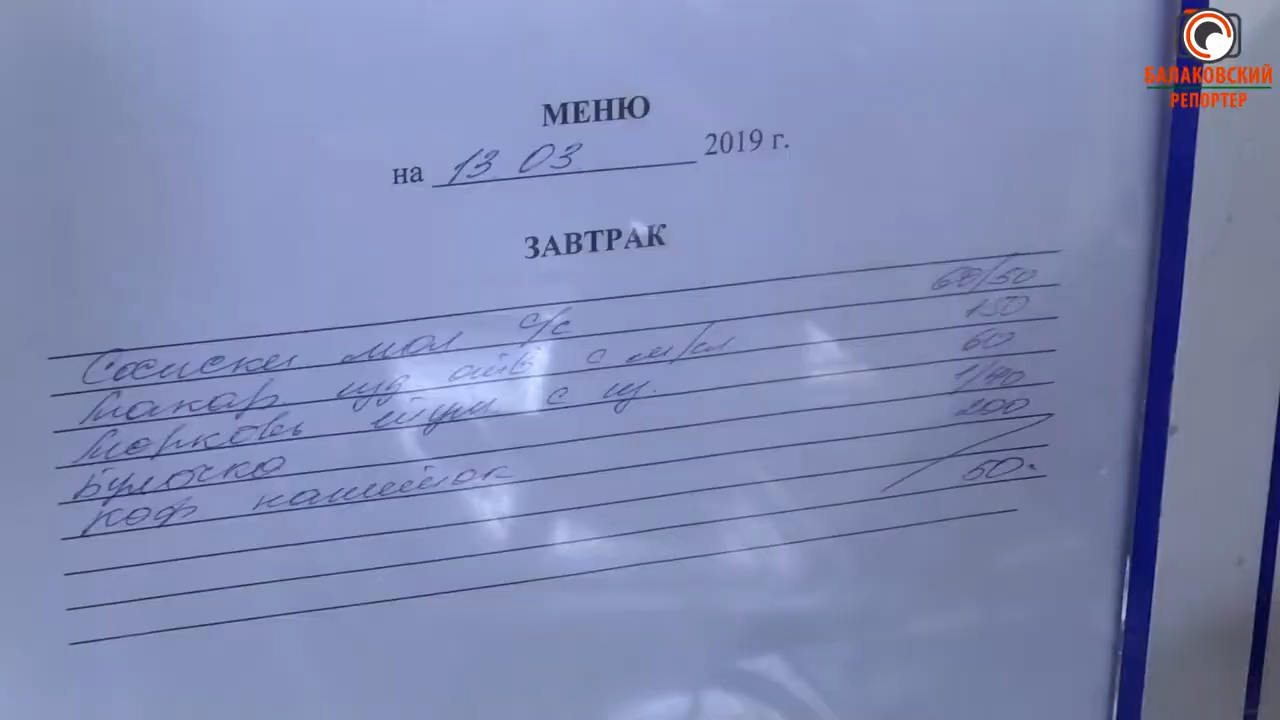 БАЛАКОВСКИЙ
РЕПОРТЕР
МЕНЮ
на 13 03 2019 г.
ЗАВТРАК
Сосиски мол с/с 60/50
Макар изд отв с м/сл 150
Морковь туш с 60
Булочка 1/40
Коф напиток 200
50-